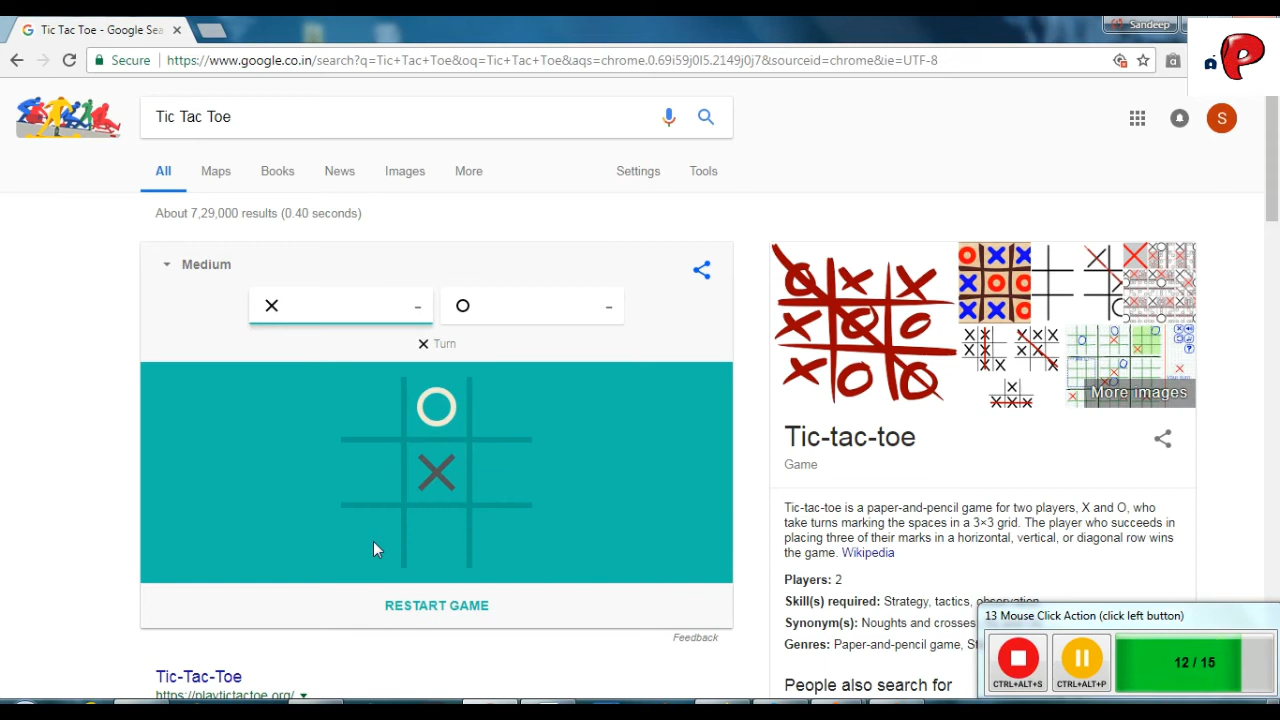 Tic Tac Toe - Google Sea
Sandeep
Secure https://www.google.co.in/search?q=Tic+Tac+Toe&oq=Tic+Tac+Toe&aqs=chrome.0.69i59j0l5.2149j0j7&sourceid=chrome&ie=UTF-8
P
Tic Tac Toe
S
All Maps Books News Images More Settings Tools
About 7,29,000 results (0.40 seconds)
Medium
X - O -
X Turn
O
X
RESTART GAME
Feedback
Tic-Tac-Toe
https://playtictactoe.org/
More images
Tic-tac-toe
Game
Tic-tac-toe is a paper-and-pencil game for two players, X and O, who
take turns marking the spaces in a 3×3 grid. The player who succeeds in
placing three of their marks in a horizontal, vertical, or diagonal row wins
the game. Wikipedia
Players: 2
Skill(s) required: Strategy, tactics, observation
Synonym(s): Noughts and crosses
Genres: Paper-and-pencil game,
People also search for
13 Mouse Click Action (click left button)
CTRL+ALT+S CTRL+ALT+P 12 / 15